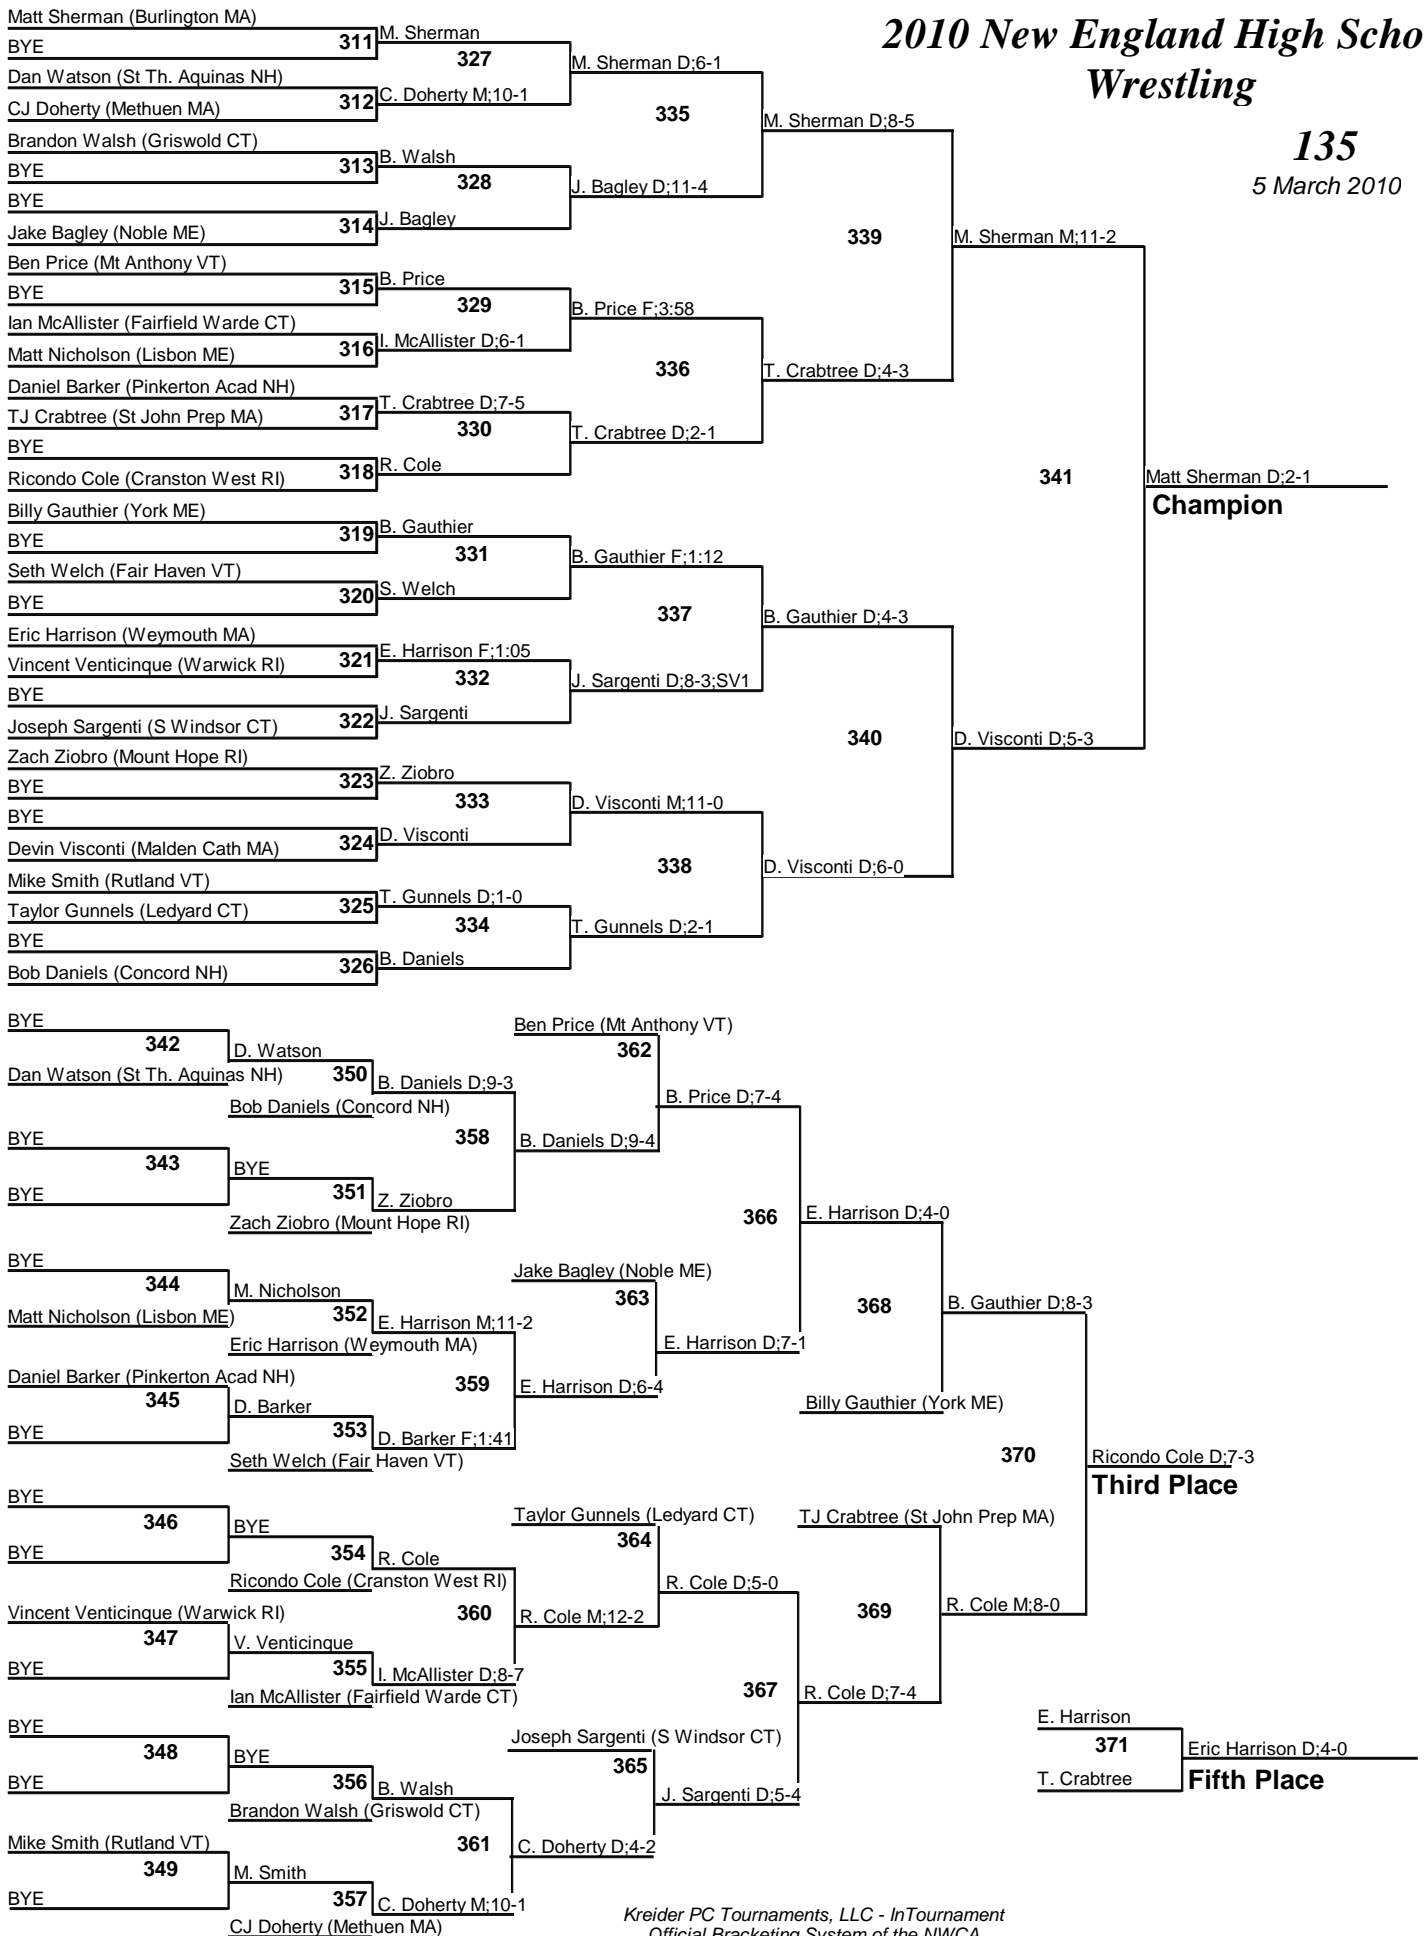 2010 New England High Scho
Wrestling
135
5 March 2010
Matt Sherman (Burlington MA)
BYE
311
M. Sherman
327
Dan Watson (St Th. Aquinas NH)
CJ Doherty (Methuen MA)
312
C. Doherty M;10-1
M. Sherman D;6-1
335
Brandon Walsh (Griswold CT)
BYE
313
B. Walsh
328
BYE
Jake Bagley (Noble ME)
314
J. Bagley
J. Bagley D;11-4
M. Sherman D;8-5
339
Ben Price (Mt Anthony VT)
BYE
315
B. Price
329
Ian McAllister (Fairfield Warde CT)
Matt Nicholson (Lisbon ME)
316
I. McAllister D;6-1
B. Price F;3:58
336
Daniel Barker (Pinkerton Acad NH)
TJ Crabtree (St John Prep MA)
317
T. Crabtree D;7-5
330
BYE
Ricondo Cole (Cranston West RI)
318
R. Cole
T. Crabtree D;2-1
T. Crabtree D;4-3
M. Sherman M;11-2
341
Matt Sherman D;2-1
Champion
Billy Gauthier (York ME)
BYE
319
B. Gauthier
331
Seth Welch (Fair Haven VT)
BYE
320
S. Welch
B. Gauthier F;1:12
337
Eric Harrison (Weymouth MA)
Vincent Venticinque (Warwick RI)
321
E. Harrison F;1:05
332
BYE
Joseph Sargenti (S Windsor CT)
322
J. Sargenti
J. Sargenti D;8-3;SV1
B. Gauthier D;4-3
340
D. Visconti D;5-3
Zach Ziobro (Mount Hope RI)
BYE
323
Z. Ziobro
333
BYE
Devin Visconti (Malden Cath MA)
324
D. Visconti
D. Visconti M;11-0
338
D. Visconti D;6-0
Mike Smith (Rutland VT)
Taylor Gunnels (Ledyard CT)
325
T. Gunnels D;1-0
334
BYE
Bob Daniels (Concord NH)
326
B. Daniels
T. Gunnels D;2-1
BYE
342
Dan Watson (St Th. Aquinas NH)
D. Watson
350
Bob Daniels (Concord NH)
B. Daniels D;9-3
358
BYE
343
BYE
BYE
351
Zach Ziobro (Mount Hope RI)
Z. Ziobro
Ben Price (Mt Anthony VT)
362
B. Daniels D;9-4
B. Price D;7-4
366
BYE
344
Matt Nicholson (Lisbon ME)
M. Nicholson
352
Eric Harrison (Weymouth MA)
E. Harrison M;11-2
359
Daniel Barker (Pinkerton Acad NH)
345
BYE
D. Barker
353
Seth Welch (Fair Haven VT)
D. Barker F;1:41
Jake Bagley (Noble ME)
363
E. Harrison D;6-4
E. Harrison D;7-1
E. Harrison D;4-0
368
Billy Gauthier (York ME)
B. Gauthier D;8-3
370
Ricondo Cole D;7-3
Third Place
BYE
346
BYE
BYE
354
Ricondo Cole (Cranston West RI)
R. Cole
360
Vincent Venticinque (Warwick RI)
347
BYE
V. Venticinque
355
Ian McAllister (Fairfield Warde CT)
I. McAllister D;8-7
Taylor Gunnels (Ledyard CT)
364
R. Cole M;12-2
R. Cole D;5-0
367
TJ Crabtree (St John Prep MA)
369
R. Cole D;7-4
R. Cole M;8-0
BYE
348
BYE
BYE
356
Brandon Walsh (Griswold CT)
B. Walsh
361
Mike Smith (Rutland VT)
349
BYE
M. Smith
357
CJ Doherty (Methuen MA)
C. Doherty M;10-1
Joseph Sargenti (S Windsor CT)
365
C. Doherty D;4-2
J. Sargenti D;5-4
E. Harrison
371
T. Crabtree
Eric Harrison D;4-0
Fifth Place
Kreider PC Tournaments, LLC - InTournament
Official Bracketing System of the NWCA